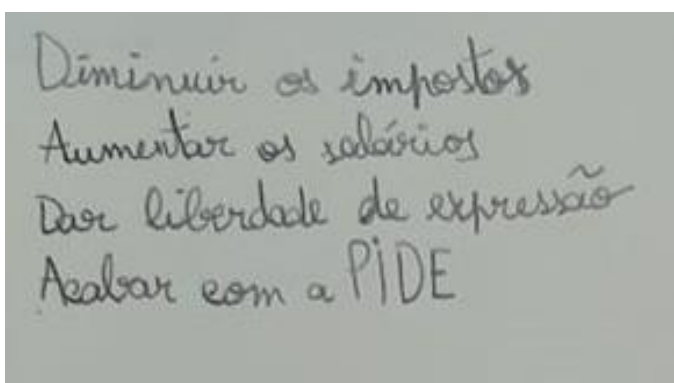 Diminuir os impostos
Aumentar os salários
Dar liberdade de expressão
Acabar com a PIDE